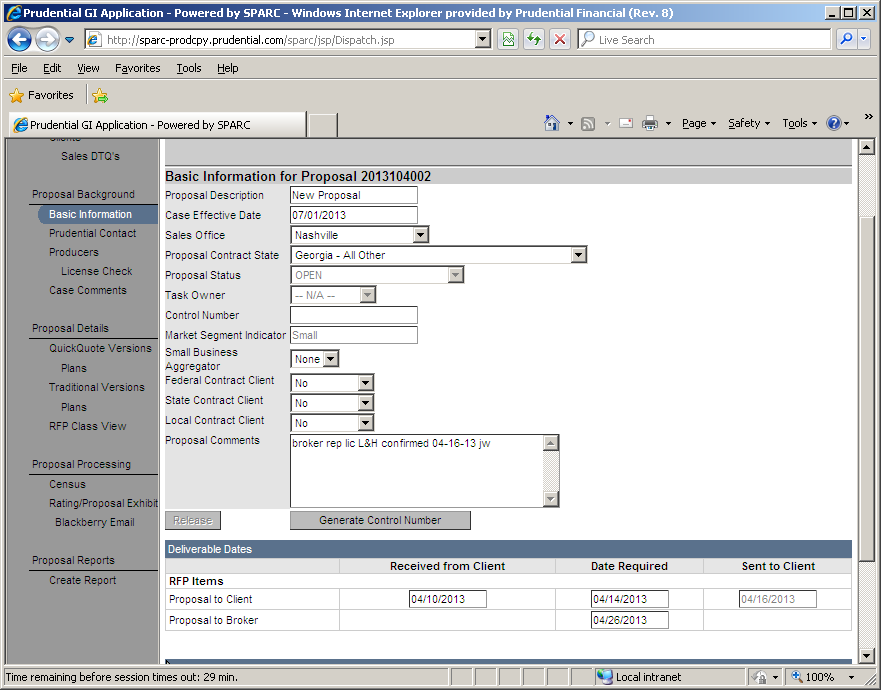 Prudential GI Application - Powered by SPARC - Windows Internet Explorer provided by Prudential Financial (Rev. 8)
http://sparc-prodcpy.prudential.com/sparc/jsp/Dispatch.jsp
Live Search
File Edit View Favorites Tools Help
Favorites
Prudential GI Application - Powered by SPARC
Page Safety Tools »
Sales DTQ's
Proposal Background
Basic Information
Prudential Contact
Producers
License Check
Case Comments
Proposal Details
QuickQuote Versions
Plans
Traditional Versions
Plans
RFP Class View
Proposal Processing
Census
Rating/Proposal Exhibit
Blackberry Email
Proposal Reports
Create Report
Basic Information for Proposal 2013104002
Proposal Description New Proposal
Case Effective Date 07/01/2013
Sales Office Nashville
Proposal Contract State Georgia - All Other
Proposal Status OPEN
Task Owner -- N/A --
Control Number
Market Segment Indicator Small
Small Business
Aggregator None
Federal Contract Client No
State Contract Client No
Local Contract Client No
Proposal Comments broker rep lic L&H confirmed 04-16-13 jw
Release Generate Control Number
Deliverable Dates
Received from Client Date Required Sent to Client
RFP Items
Proposal to Client 04/10/2013 04/14/2013 04/16/2013
Proposal to Broker 04/26/2013
Time remaining before session times out: 29 min. Local intranet 100%